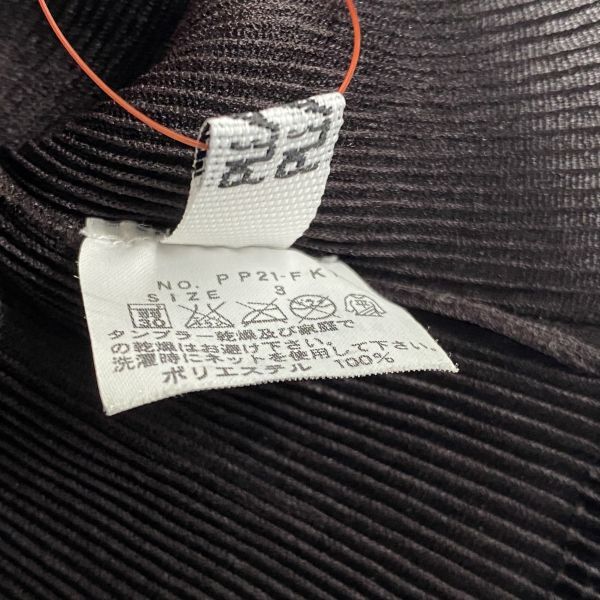 NO. PP21-FK
SIZE 3
タンブラー乾燥及び家庭で
の乾燥はお避け下さい。
洗濯時にネットを使用して下さい。
ポリエステル 100%